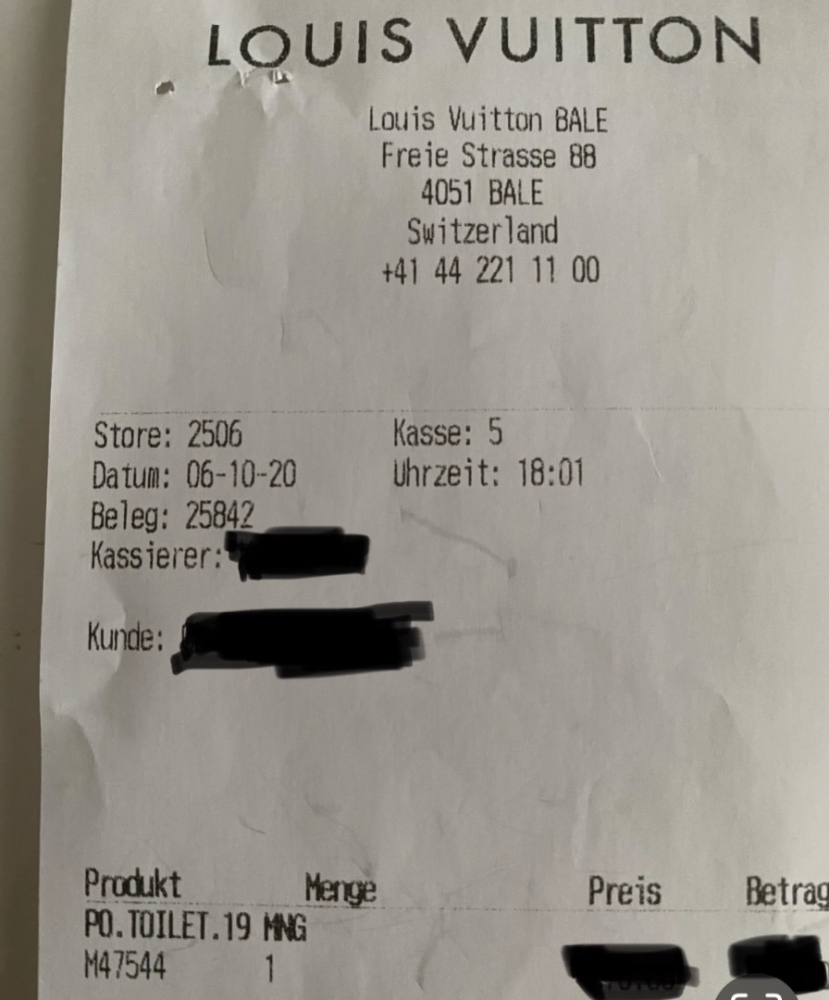 LOUIS VUITTON
Louis Vuitton BALE
Freie Strasse 88
4051 BALE
Switzerland
+41 44 221 11 00
Store: 2506 Kasse: 5
Datum: 06-10-20 Uhrzeit: 18:01
Beleg: 25842
Kassierer:
Kunde:
Produkt Menge Preis Betrag
PO.TOILET.19 MNG
M47544 1